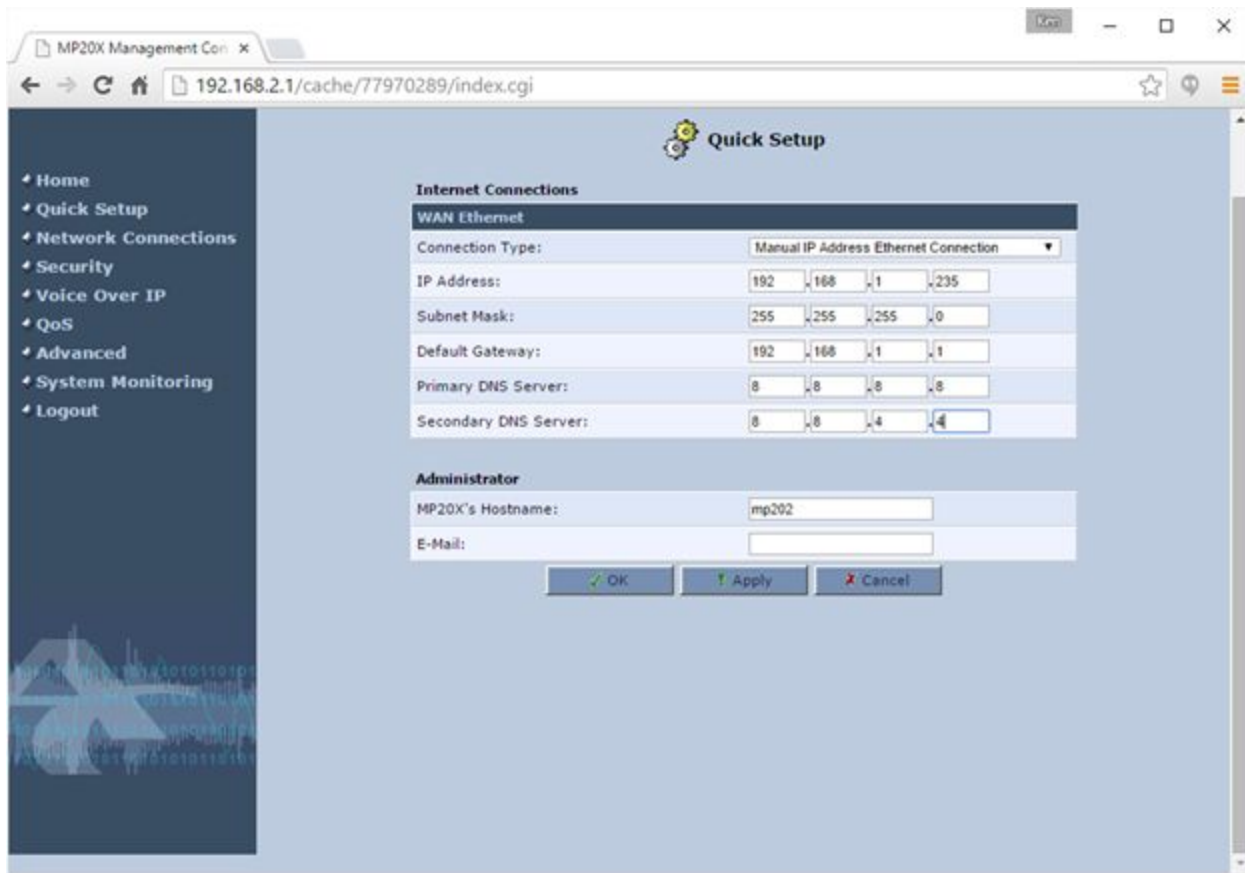 Ken
MP20X Management Con
192.168.2.1/cache/77970289/index.cgi
Quick Setup
Home
Quick Setup
Network Connections
Security
Voice Over IP
QoS
Advanced
System Monitoring
Logout
Internet Connections
WAN Ethernet
Connection Type: Manual IP Address Ethernet Connection
IP Address: 192 . 168 . 1 . 235
Subnet Mask: 255 . 255 . 255 . 0
Default Gateway: 192 . 168 . 1 . 1
Primary DNS Server: 8 . 8 . 8 . 8
Secondary DNS Server: 8 . 8 . 4 . 4
Administrator
MP20X's Hostname: mp202
E-Mail:
OK Apply Cancel